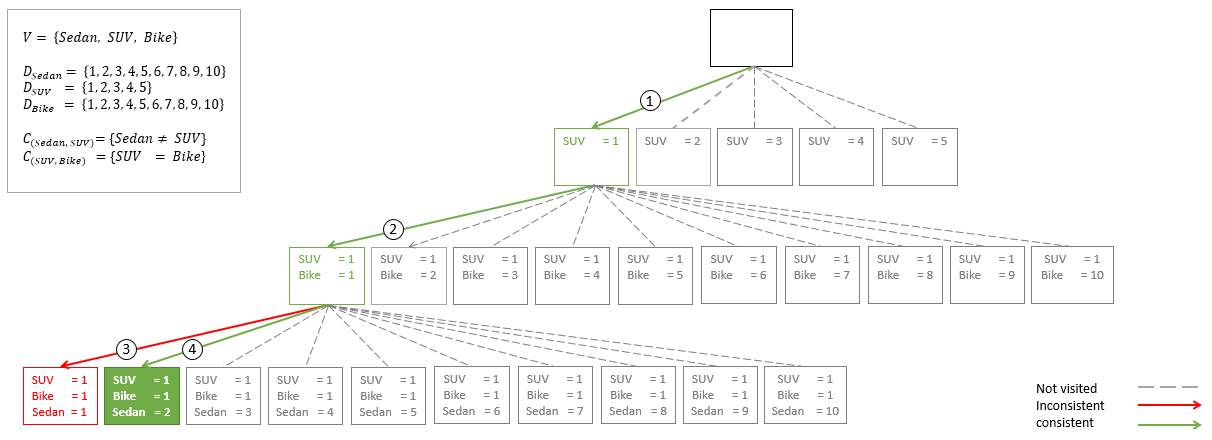 V = {Sedan, SUV, Bike}
D_Sedan = {1, 2, 3, 4, 5, 6, 7, 8, 9, 10}
D_SUV = {1, 2, 3, 4, 5}
D_Bike = {1, 2, 3, 4, 5, 6, 7, 8, 9, 10}
C_(Sedan, SUV) = {Sedan ≠ SUV}
C_(SUV, Bike) = {SUV = Bike}
1
SUV = 1
SUV = 2
SUV = 3
SUV = 4
SUV = 5
2
SUV = 1
Bike = 1
SUV = 1
Bike = 2
SUV = 1
Bike = 3
SUV = 1
Bike = 4
SUV = 1
Bike = 5
SUV = 1
Bike = 6
SUV = 1
Bike = 7
SUV = 1
Bike = 8
SUV = 1
Bike = 9
SUV = 1
Bike = 10
3
4
SUV = 1
Bike = 1
Sedan = 1
SUV = 1
Bike = 1
Sedan = 2
SUV = 1
Bike = 1
Sedan = 3
SUV = 1
Bike = 1
Sedan = 4
SUV = 1
Bike = 1
Sedan = 5
SUV = 1
Bike = 1
Sedan = 6
SUV = 1
Bike = 1
Sedan = 7
SUV = 1
Bike = 1
Sedan = 8
SUV = 1
Bike = 1
Sedan = 9
SUV = 1
Bike = 1
Sedan = 10
Not visited
Inconsistent
consistent